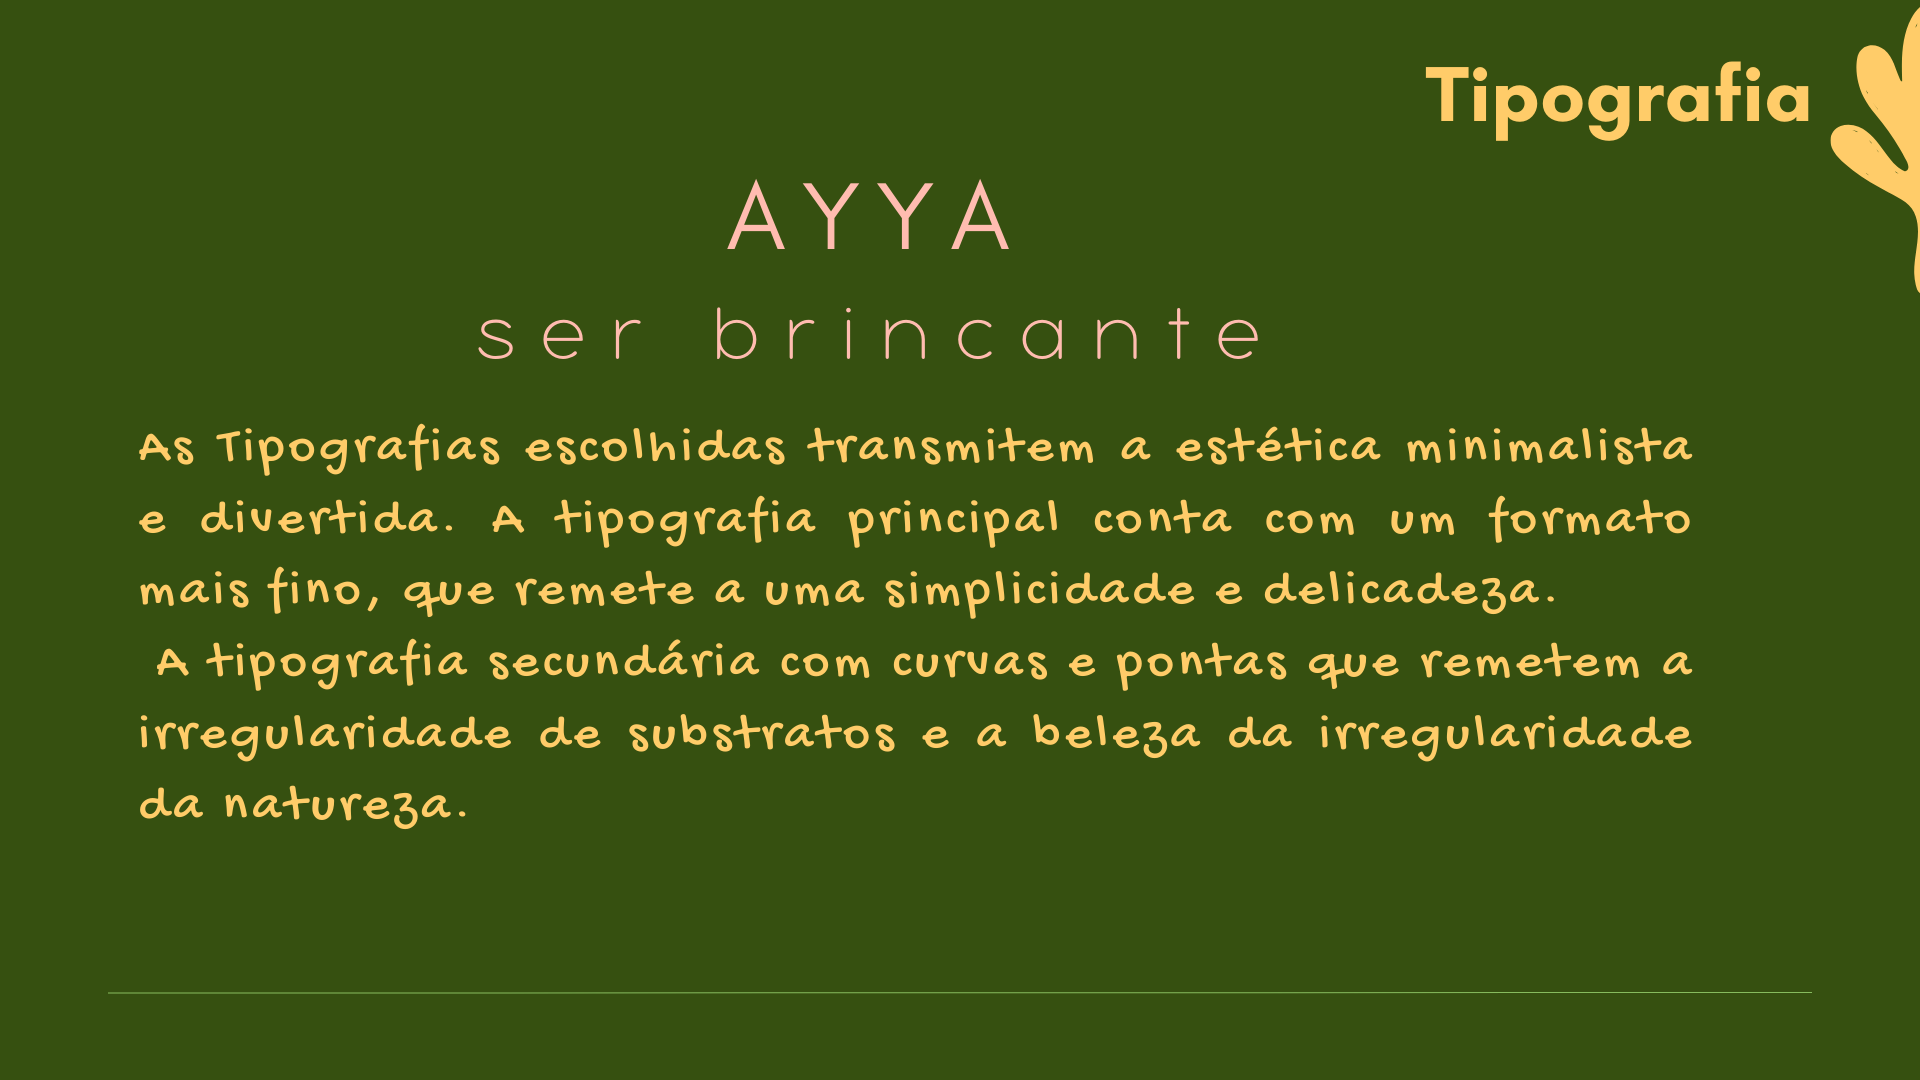 Tipografia
AYYA
ser brincante
As Tipografias escolhidas transmitem a estética minimalista
e divertida. A tipografia principal conta com um formato
mais fino, que remete a uma simplicidade e delicadeza.
A tipografia secundária com curvas e pontas que remetem a
irregularidade de substratos e a beleza da irregularidade
da natureza.